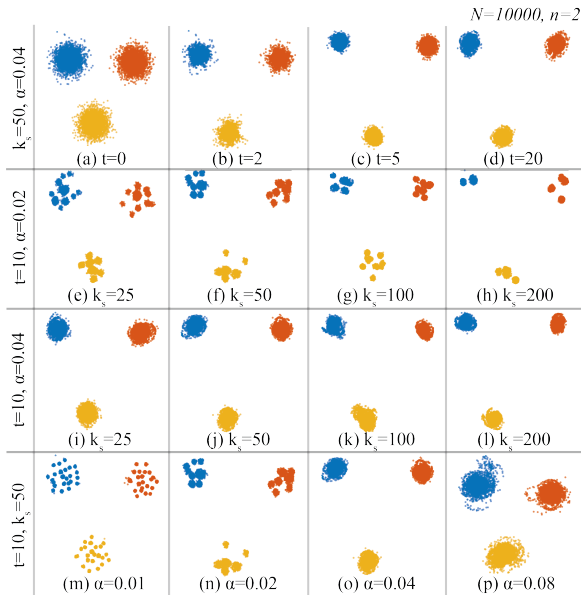 N=10000, n=2
k_s=50, α=0.04
(a) t=0
(b) t=2
(c) t=5
(d) t=20
t=10, α=0.02
(e) k_s=25
(f) k_s=50
(g) k_s=100
(h) k_s=200
t=10, α=0.04
(i) k_s=25
(j) k_s=50
(k) k_s=100
(l) k_s=200
t=10, k_s=50
(m) α=0.01
(n) α=0.02
(o) α=0.04
(p) α=0.08